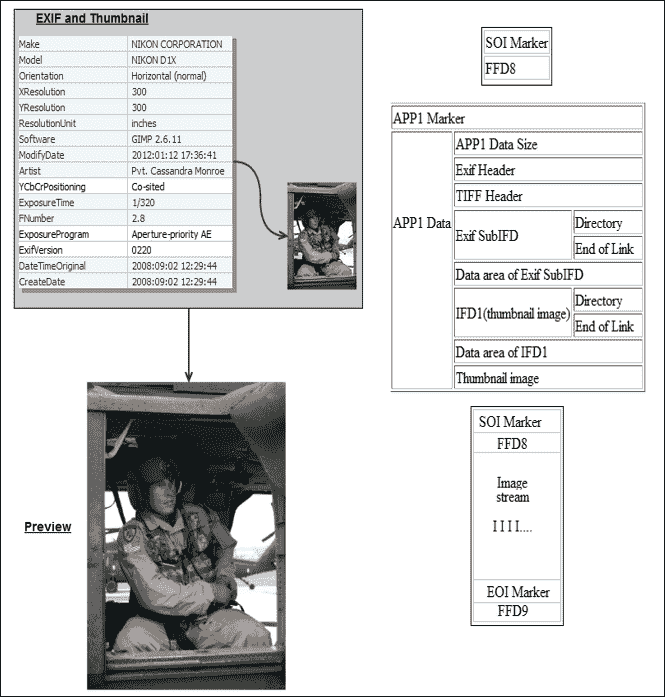 EXIF and Thumbnail
Make NIKON CORPORATION
Model NIKON D1X
Orientation Horizontal (normal)
XResolution 300
YResolution 300
ResolutionUnit inches
Software GIMP 2.6.11
ModifyDate 2012:01:12 17:36:41
Artist Pvt. Cassandra Monroe
YCbCrPositioning Co-sited
ExposureTime 1/320
FNumber 2.8
ExposureProgram Aperture-priority AE
ExifVersion 0220
DateTimeOriginal 2008:09:02 12:29:44
CreateDate 2008:09:02 12:29:44
Preview
SOI Marker
FFD8
APP1 Marker
APP1 Data
APP1 Data Size
Exif Header
TIFF Header
Exif SubIFD
Directory
End of Link
Data area of Exif SubIFD
IFD1(thumbnail image)
Directory
End of Link
Data area of IFD1
Thumbnail image
SOI Marker
FFD8
Image
stream
I I I I....
EOI Marker
FFD9